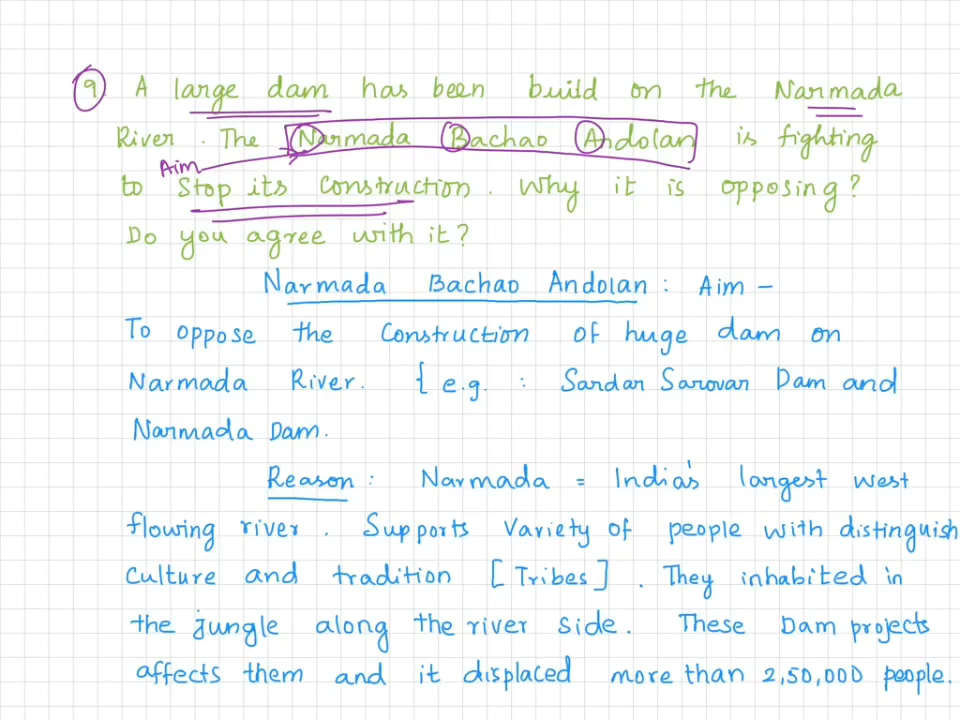 9 A large dam has been build on the Narmada
River. The Narmada Bachao Andolan is fighting
Aim
to stop its construction. Why it is opposing?
Do you agree with it?
Narmada Bachao Andolan : Aim -
To oppose the construction of huge dam on
Narmada River. { e.g. : Sardar Sarovar Dam and
Narmada Dam.
Reason : Narmada = India's largest west
flowing river. Supports variety of people with distinguish
culture and tradition [Tribes]. They inhabited in
the jungle along the river side. These Dam projects
affects them and it displaced more than 2,50,000 people.